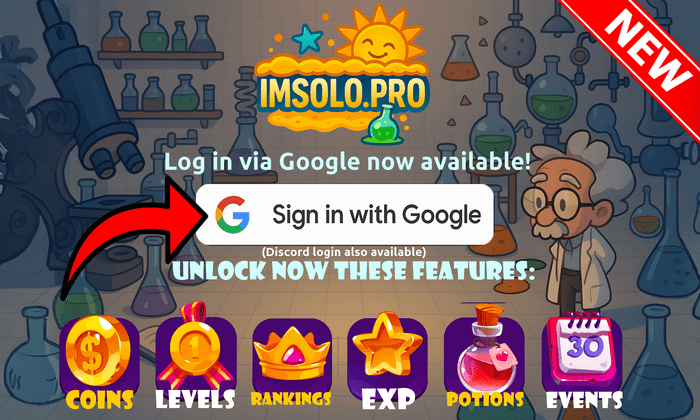 NEW
IMSOLO.PRO
Log in via Google now available!
G Sign in with Google
(Discord login also available)
UNLOCK NOW THESE FEATURES:
$
1
30
COINS LEVELS RANKINGS EXP POTIONS EVENTS